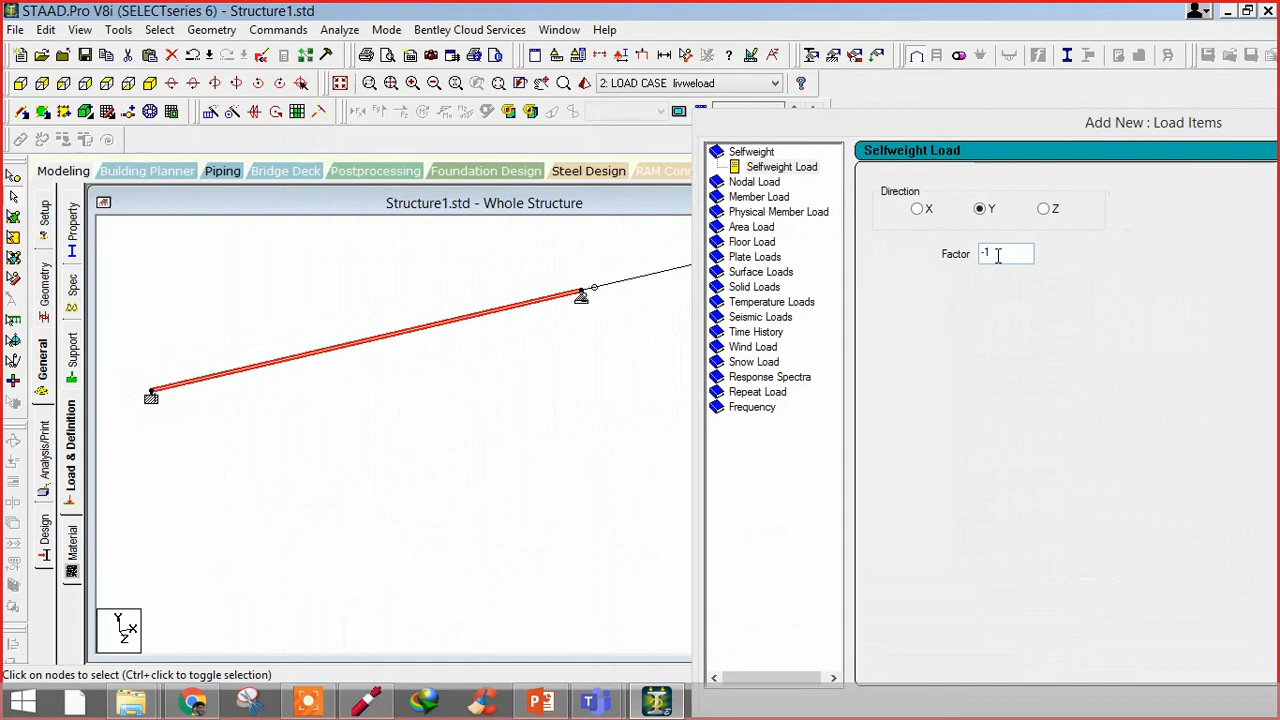 STAAD.Pro V8i (SELECTseries 6) - Structure1.std
File Edit View Tools Select Geometry Commands Analyze Mode Bentley Cloud Services Window Help
2: LOAD CASE livweload
Add New : Load Items
Modeling Building Planner Piping Bridge Deck Postprocessing Foundation Design Steel Design RAM Con
Setup
Geometry
General
Analysis/Print
Design
Property
Spec
Support
Load & Definition
Material
Structure1.std - Whole Structure
Y
X
Z
Selfweight
Selfweight Load
Nodal Load
Member Load
Physical Member Load
Area Load
Floor Load
Plate Loads
Surface Loads
Solid Loads
Temperature Loads
Seismic Loads
Time History
Wind Load
Snow Load
Response Spectra
Repeat Load
Frequency
Selfweight Load
Direction
X Y Z
Factor -1
Click on nodes to select (Ctrl+click to toggle selection)